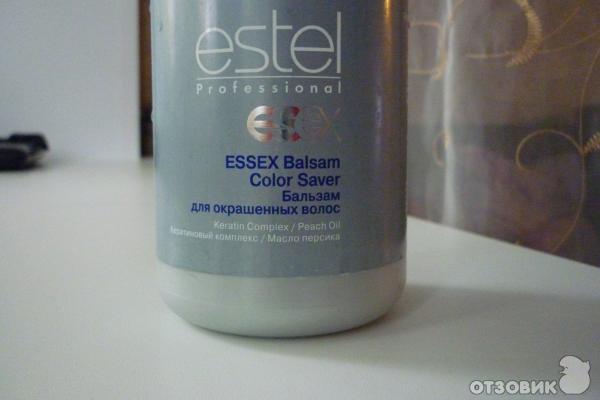 estel
Professional
ESSEX
ESSEX Balsam
Color Saver
Бальзам
для окрашенных волос
Keratin Complex / Peach Oil
Кератиновый комплекс / Масло персика
ОТЗОВИК